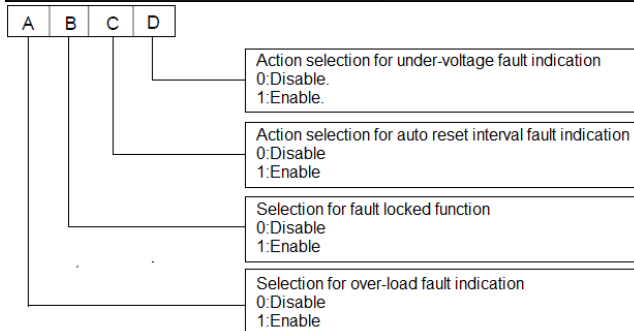 A B C D
Action selection for under-voltage fault indication
0:Disable.
1:Enable.
Action selection for auto reset interval fault indication
0:Disable
1:Enable
Selection for fault locked function
0:Disable
1:Enable
Selection for over-load fault indication
0:Disable
1:Enable